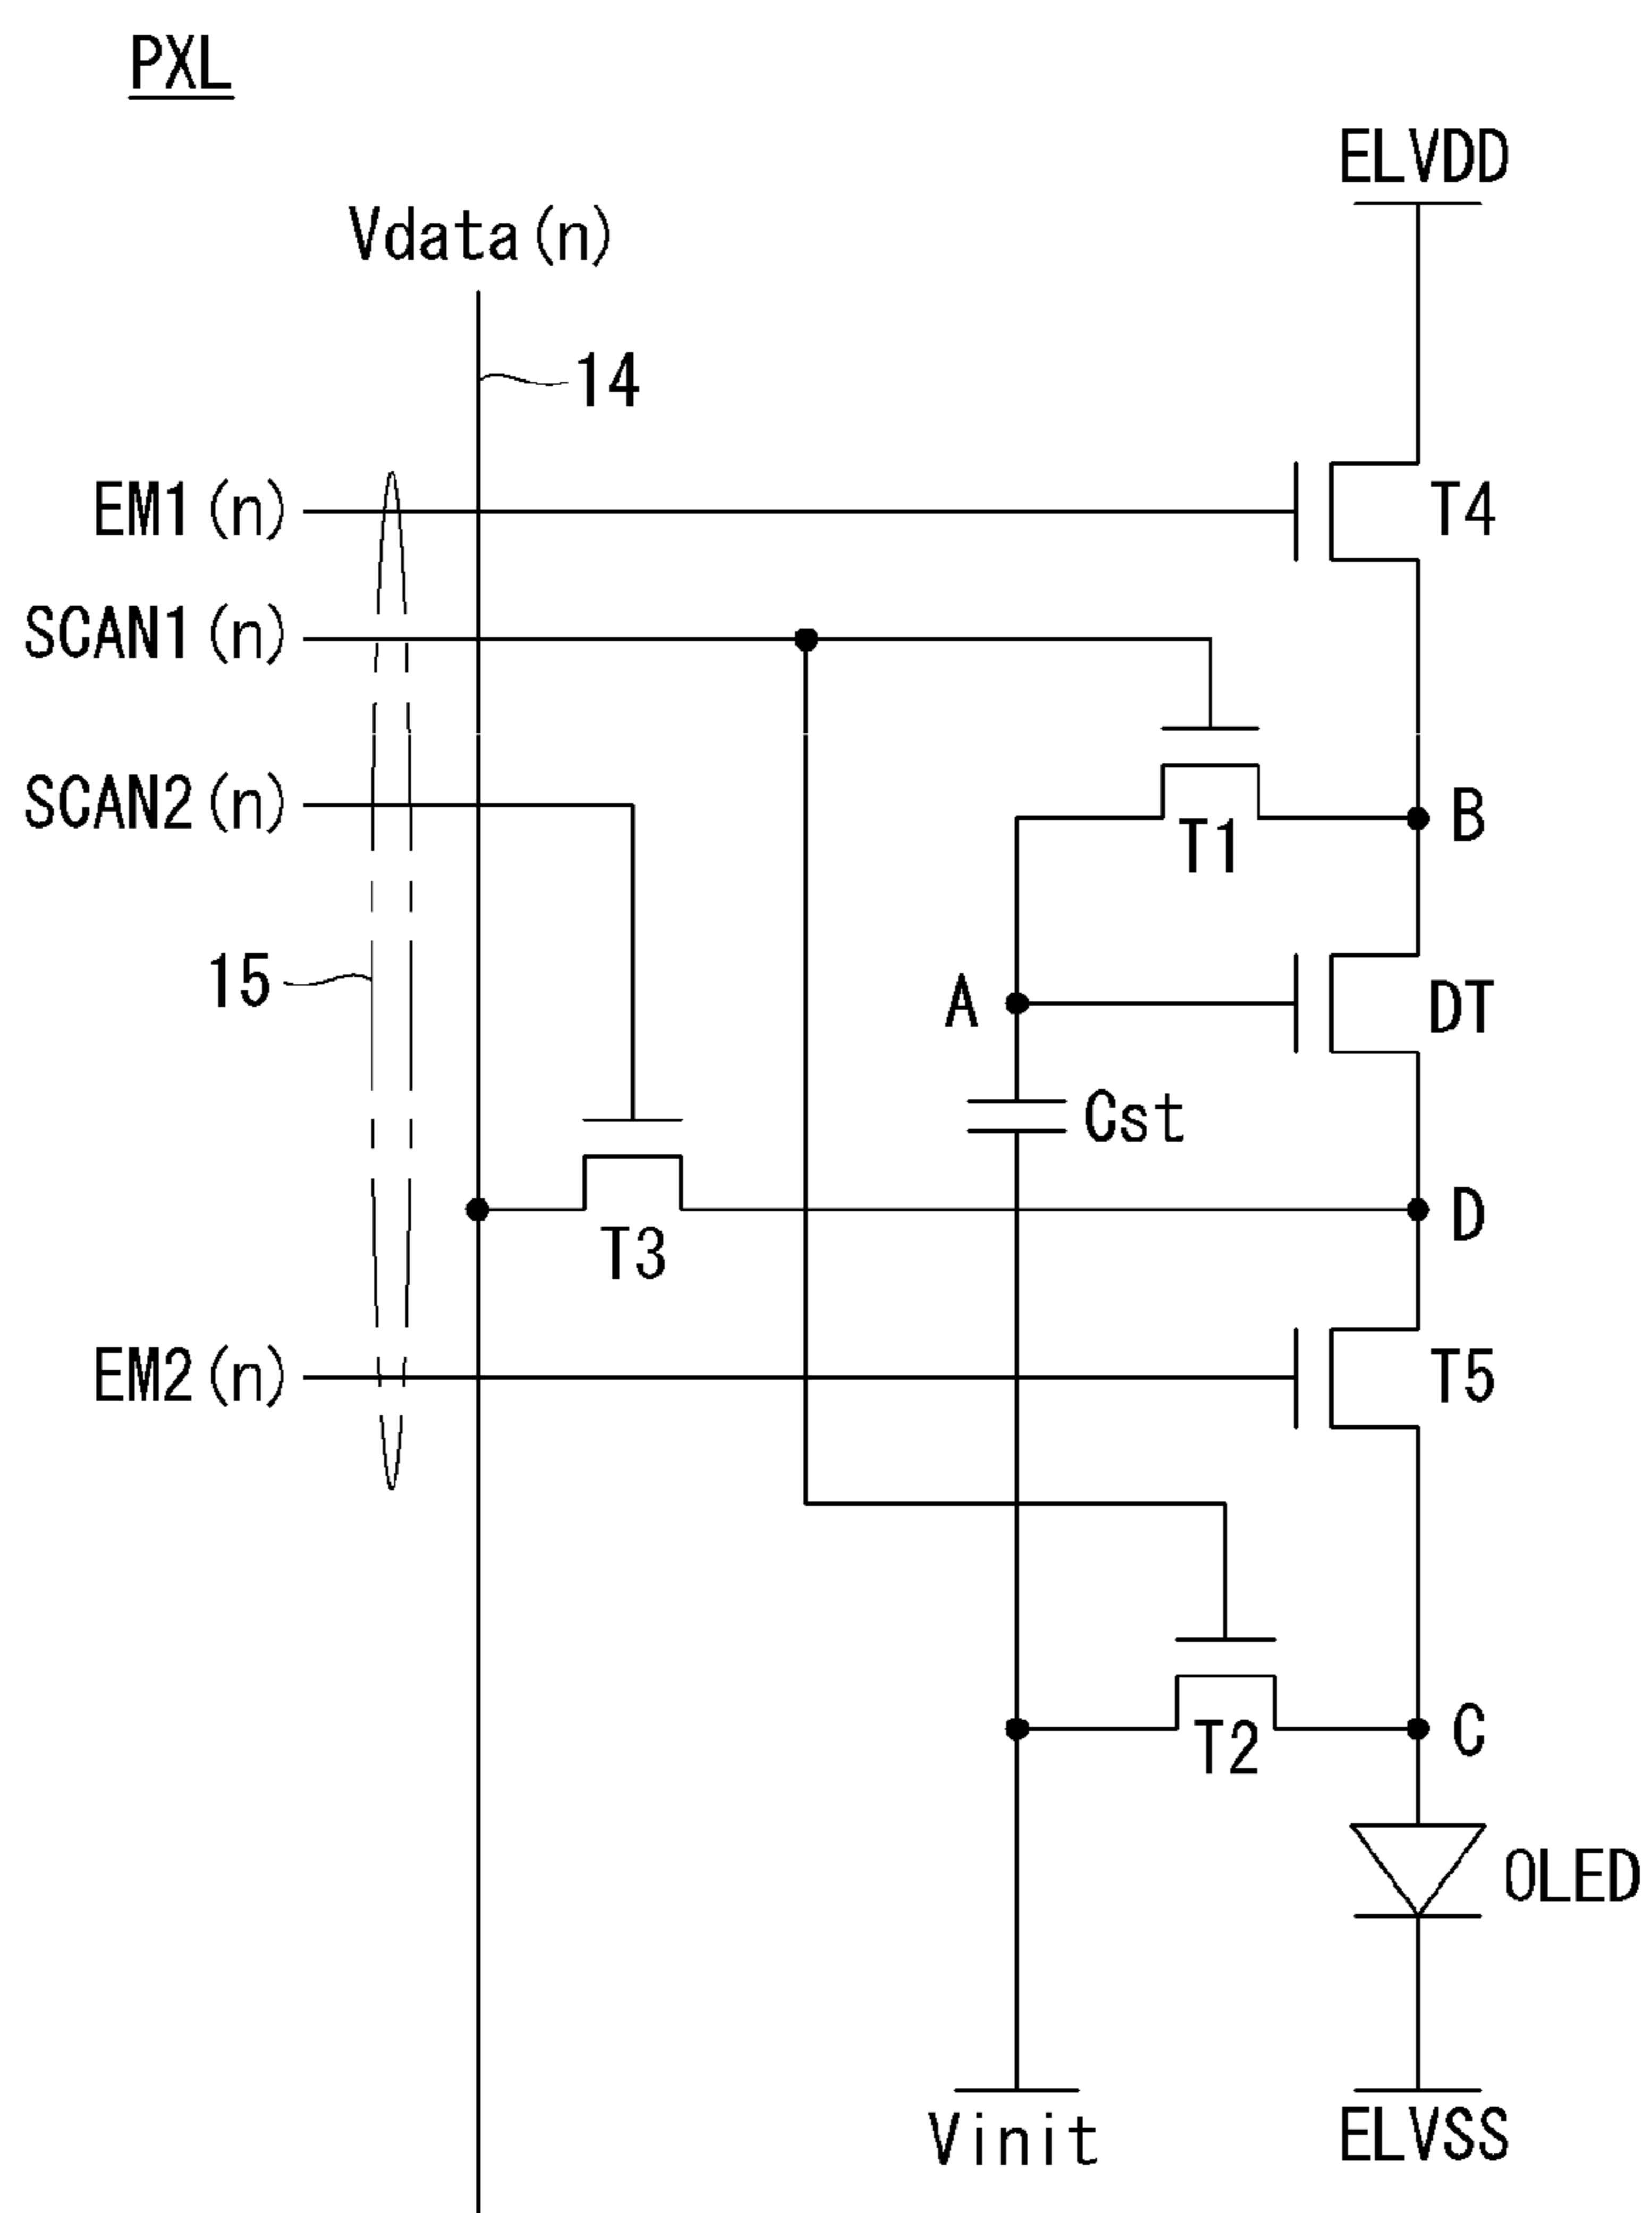 PXL
ELVDD
Vdata(n)
14
EM1(n)
T4
SCAN1(n)
SCAN2(n)
B
T1
15
A
DT
Cst
D
T3
EM2(n)
T5
C
T2
OLED
Vinit
ELVSS